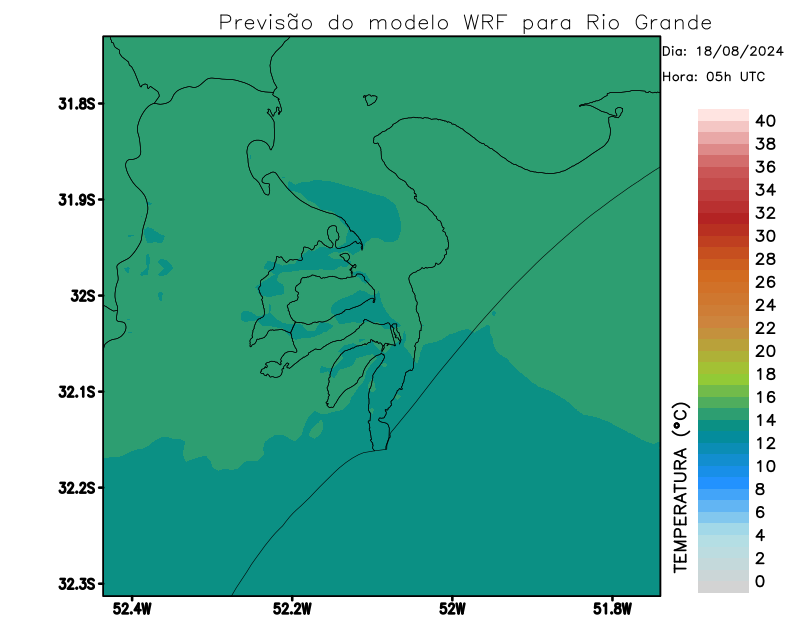 Previsão do modelo WRF para Rio Grande
Dia: 18/08/2024
Hora: 05h UTC
31.8S
31.9S
32S
32.1S
32.2S
32.3S
52.4W
52.2W
52W
51.8W
TEMPERATURA (°C)
40
38
36
34
32
30
28
26
24
22
20
18
16
14
12
10
8
6
4
2
0